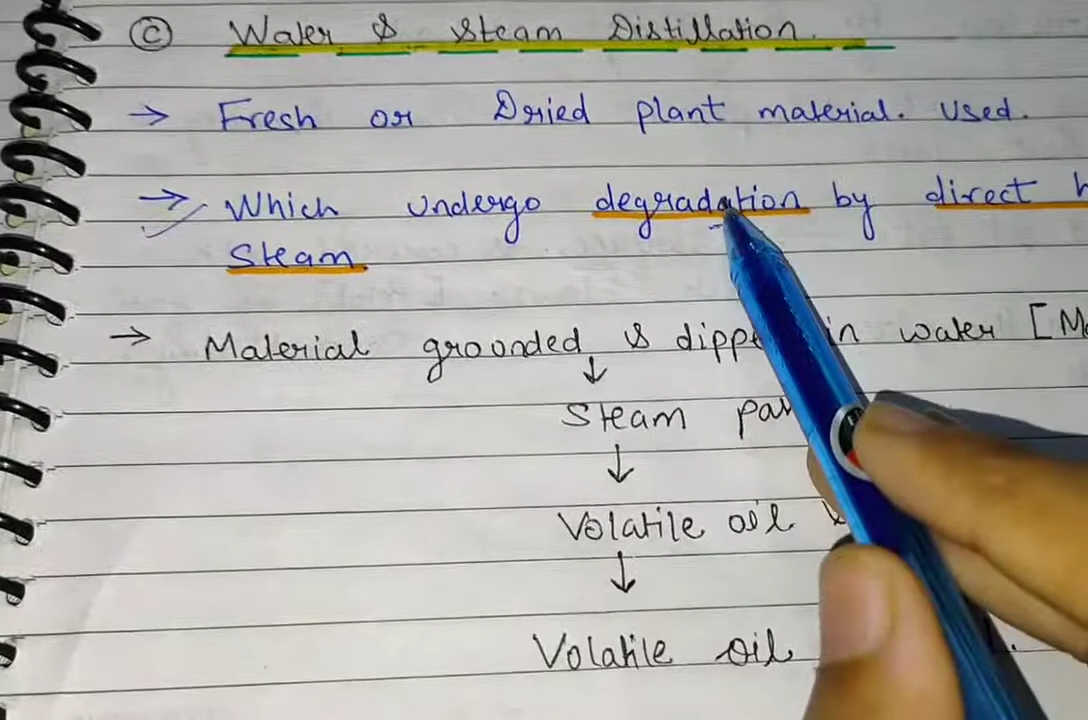 © Water & Steam Distillation.
→ Fresh or Dried plant material. Used.
→ Which undergo degradation by direct
Steam
→ Material grounded & dipp in water [M
↓
Steam pa
↓
Volatile oil
↓
Volatile oil